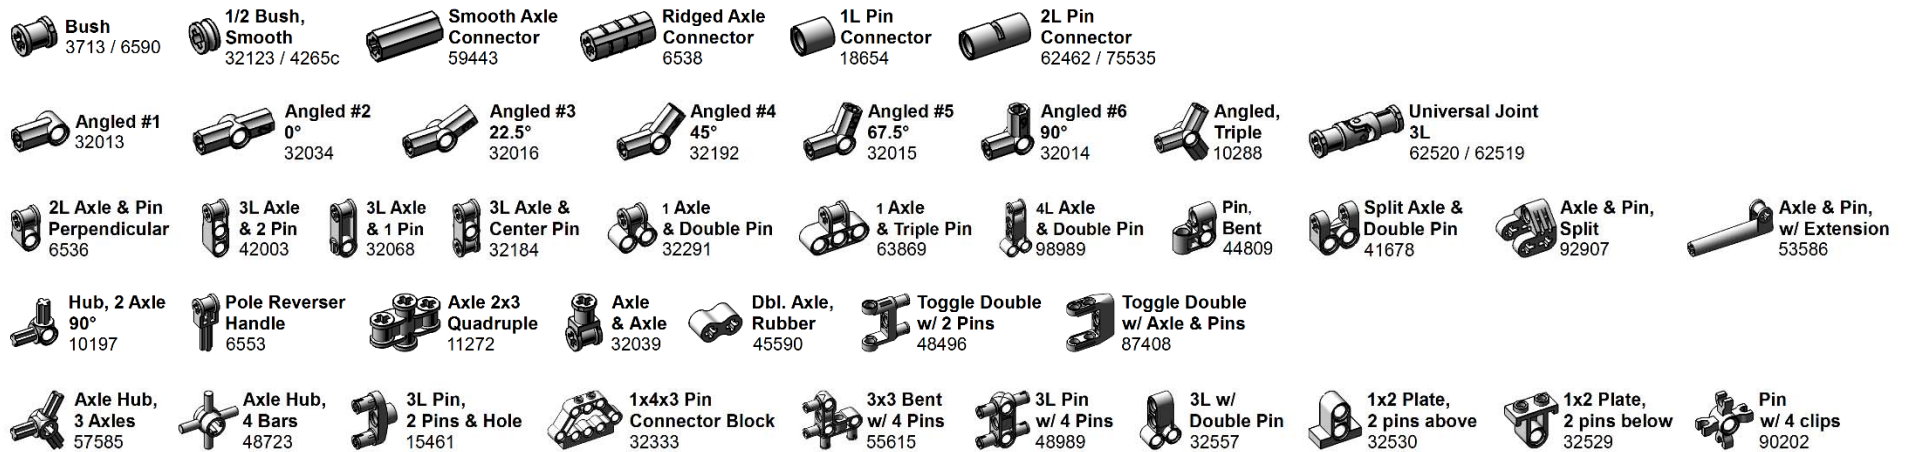 Bush
3713 / 6590
1/2 Bush,
Smooth
32123 / 4265c
Smooth Axle
Connector
59443
Ridged Axle
Connector
6538
1L Pin
Connector
18654
2L Pin
Connector
62462 / 75535
Angled #1
32013
Angled #2
0°
32034
Angled #3
22.5°
32016
Angled #4
45°
32192
Angled #5
67.5°
32015
Angled #6
90°
32014
Angled,
Triple
10288
Universal Joint
3L
62520 / 62519
2L Axle & Pin
Perpendicular
6536
3L Axle
& 2 Pin
42003
3L Axle
& 1 Pin
32068
3L Axle &
Center Pin
32184
1 Axle
& Double Pin
32291
1 Axle
& Triple Pin
63869
4L Axle
& Double Pin
98989
Pin,
Bent
44809
Split Axle &
Double Pin
41678
Axle & Pin,
Split
92907
Axle & Pin,
w/ Extension
53586
Hub, 2 Axle
90°
10197
Pole Reverser
Handle
6553
Axle 2x3
Quadruple
11272
Axle
& Axle
32039
Dbl. Axle,
Rubber
45590
Toggle Double
w/ 2 Pins
48496
Toggle Double
w/ Axle & Pins
87408
Axle Hub,
3 Axles
57585
Axle Hub,
4 Bars
48723
3L Pin,
2 Pins & Hole
15461
1x4x3 Pin
Connector Block
32333
3x3 Bent
w/ 4 Pins
55615
3L Pin
w/ 4 Pins
48989
3L w/
Double Pin
32557
1x2 Plate,
2 pins above
32530
1x2 Plate,
2 pins below
32529
Pin
w/ 4 clips
90202